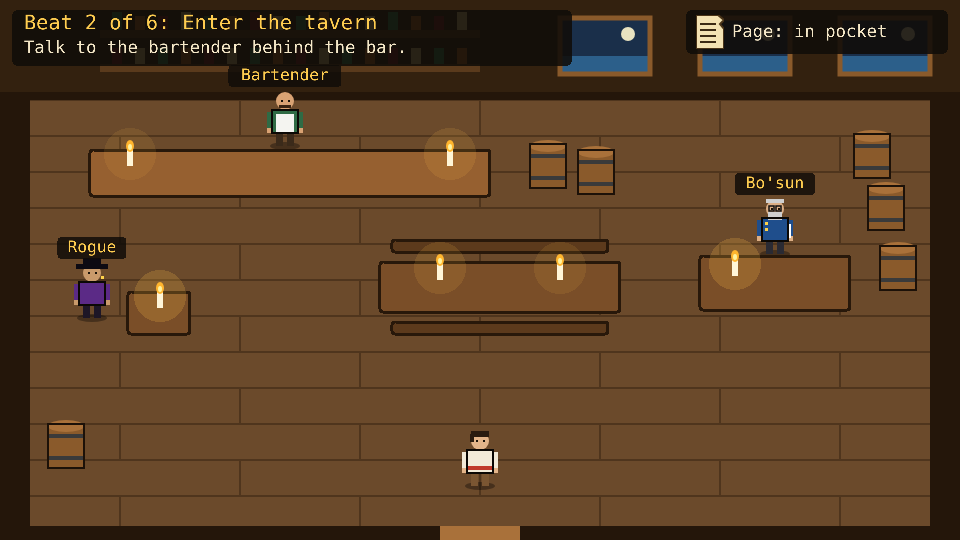 Beat 2 of 6: Enter the tavern
Talk to the bartender behind the bar.
Page: in pocket
Bartender
Bo'sun
Rogue